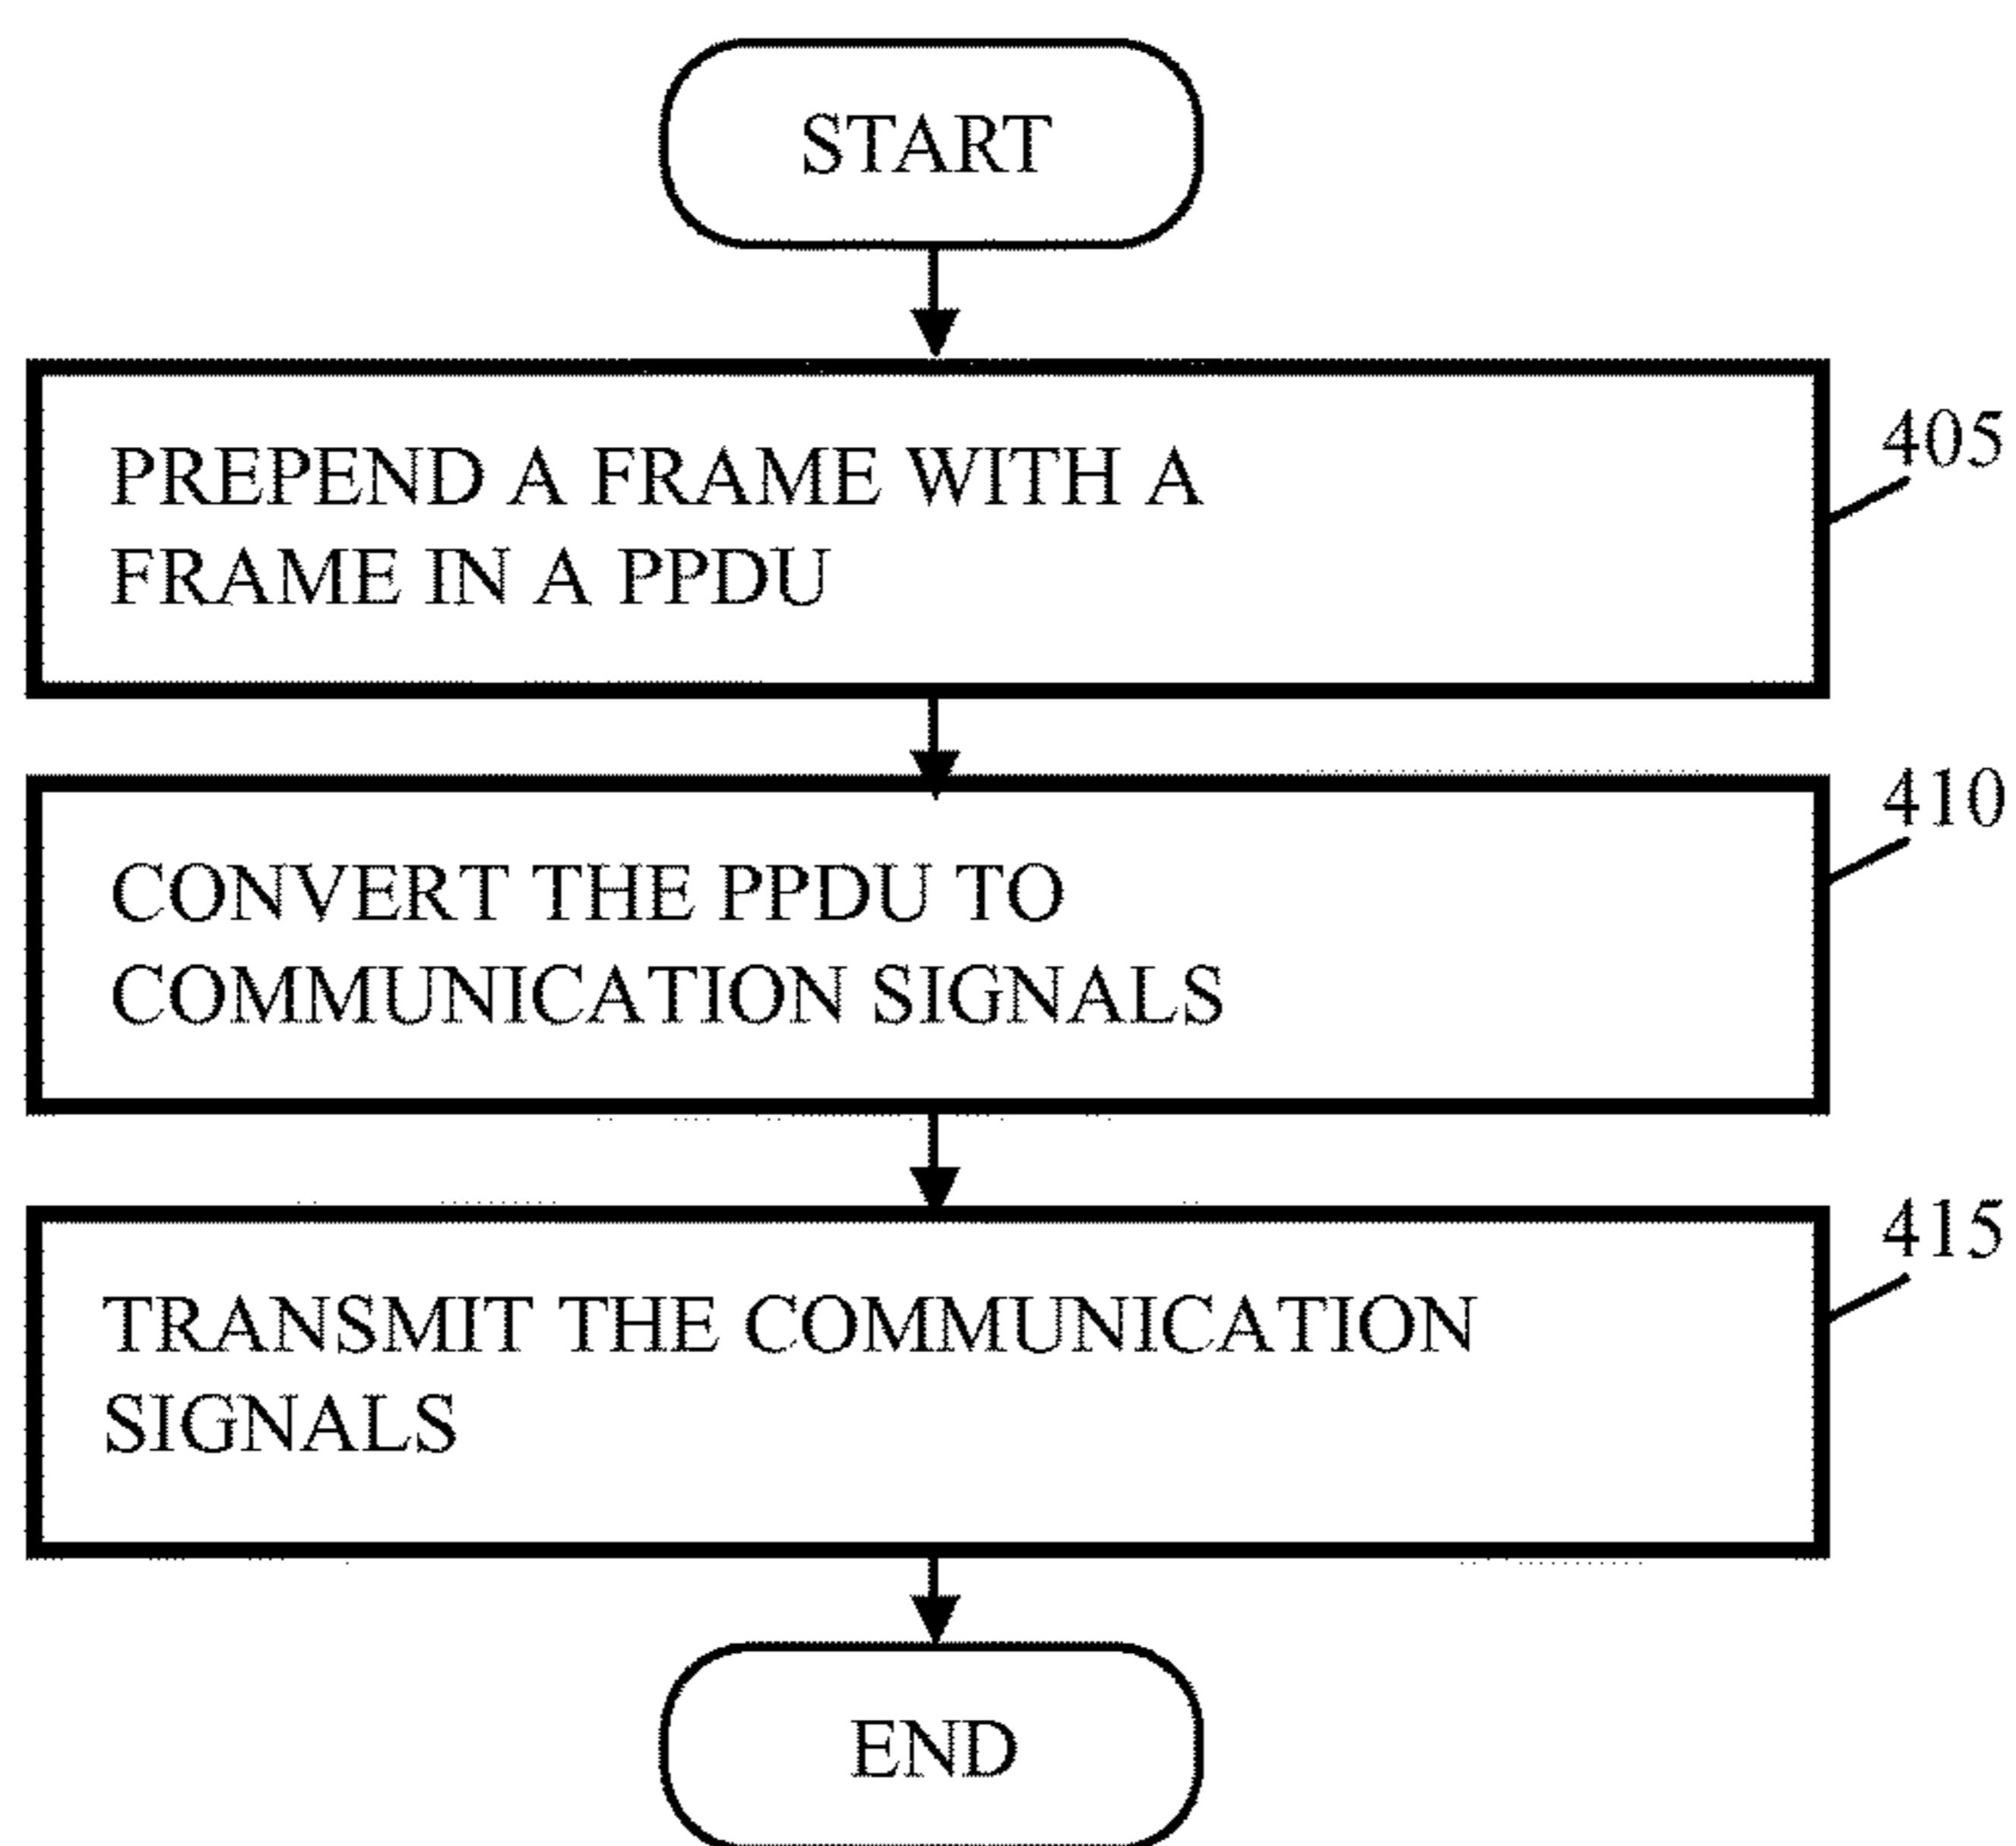 START
PREPEND A FRAME WITH A
FRAME IN A PPDU
405
CONVERT THE PPDU TO
COMMUNICATION SIGNALS
410
TRANSMIT THE COMMUNICATION
SIGNALS
415
END